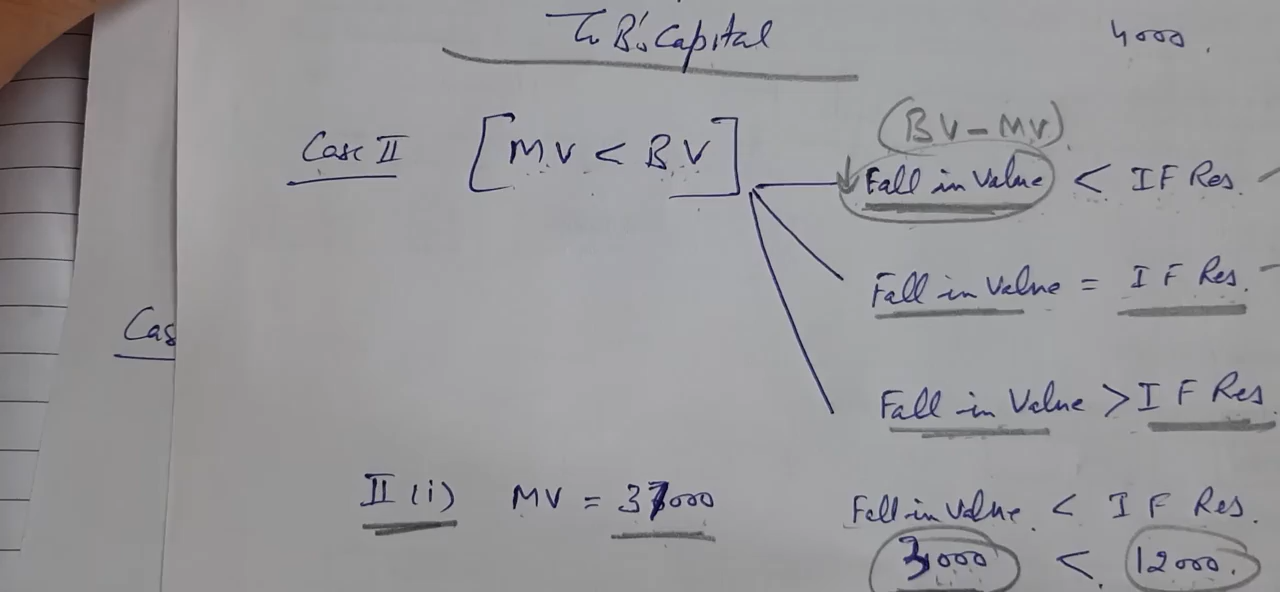 To B's Capital 4000.
(BV-MV)
Case II [MV < BV]
Fall in Value < IF Res.
Fall in Value = IF Res.
Cas
Fall in Value > IF Res
II (i) MV = 37000 Fall in Value < IF Res.
3000 < 12000.